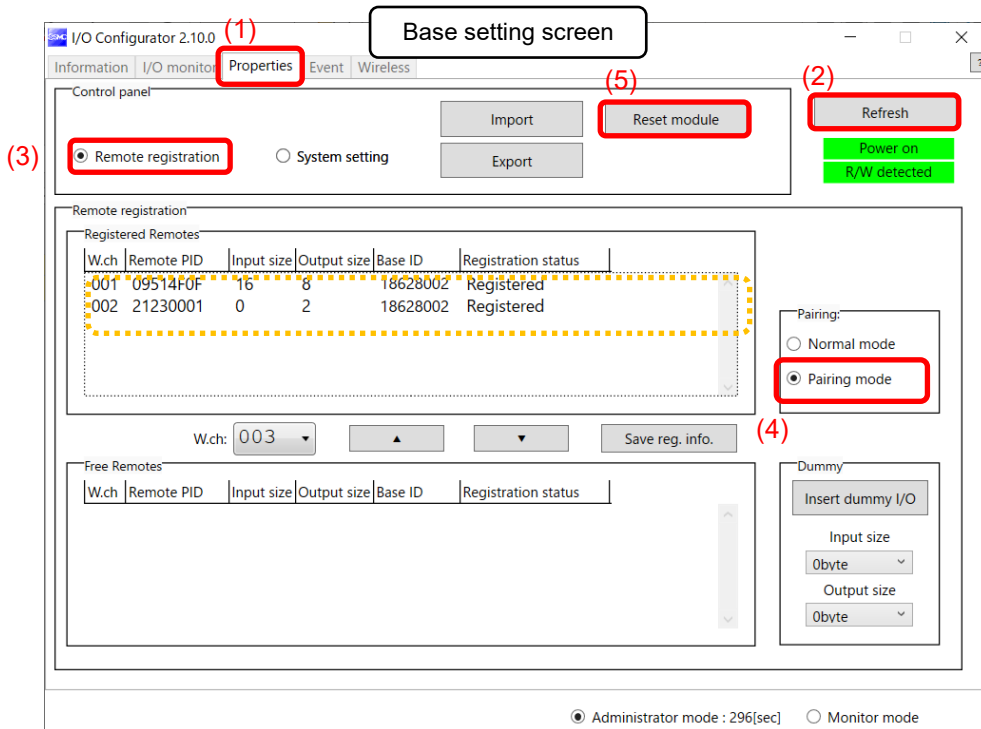 Base setting screen
(1)
SMC I/O Configurator 2.10.0
Information I/O monitor Properties Event Wireless ?
(5)
(2)
Control panel
Import Reset module Refresh
(3)
Remote registration System setting Export
Power on
R/W detected
Remote registration
Registered Remotes
W.ch Remote PID Input size Output size Base ID Registration status
001 09514F0F 16 8 18628002 Registered
002 21230001 0 2 18628002 Registered
Pairing:
Normal mode
Pairing mode
(4)
W.ch: 003 ▲ ▼ Save reg. info.
Free Remotes
W.ch Remote PID Input size Output size Base ID Registration status
Dummy
Insert dummy I/O
Input size
0byte
Output size
0byte
Administrator mode : 296[sec] Monitor mode